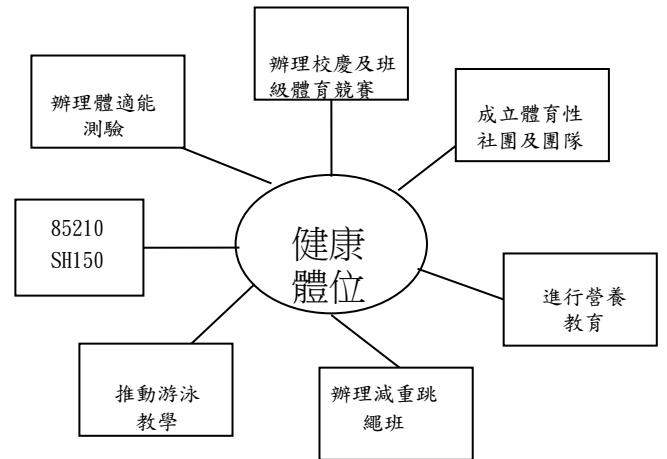 辦理校慶及班
級體育競賽
辦理體適能
測驗
成立體育性
社團及團隊
85210
SH150
健康
體位
進行營養
教育
推動游泳
教學
辦理減重跳
繩班